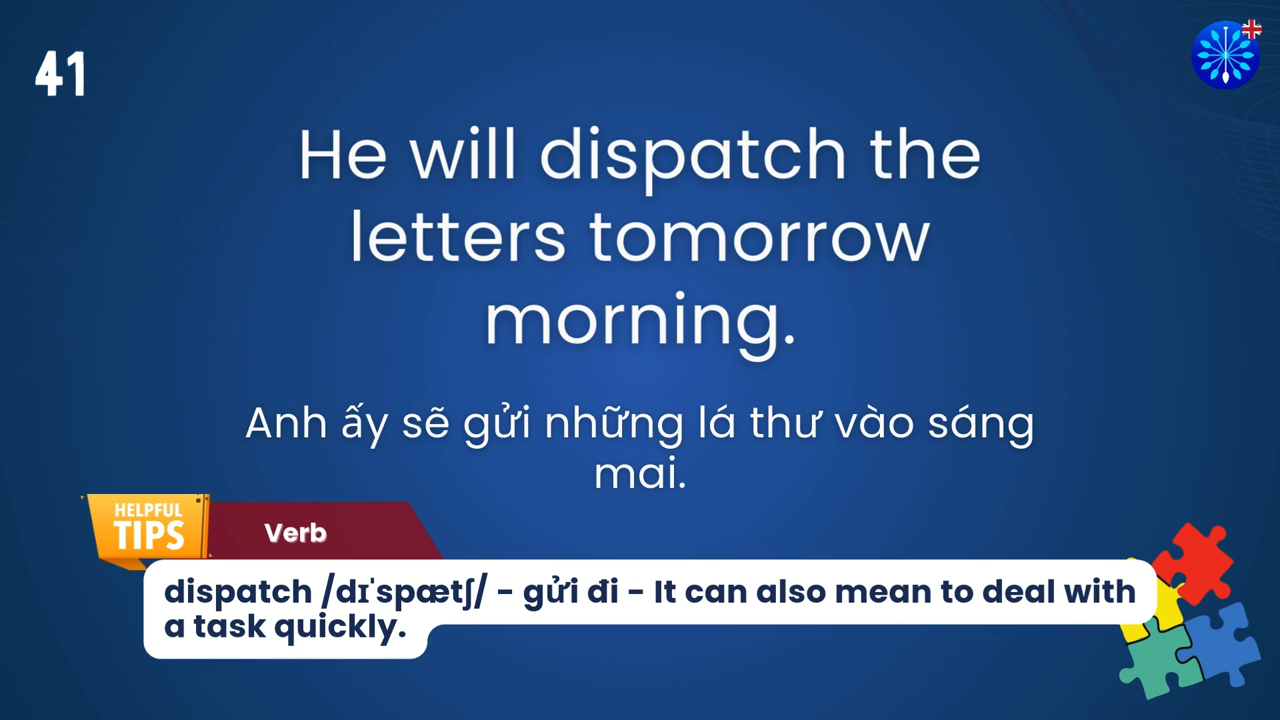 41
He will dispatch the
letters tomorrow
morning.
Anh ấy sẽ gửi những lá thư vào sáng
mai.
HELPFUL
TIPS
Verb
dispatch /dɪˈspætʃ/ - gửi đi - It can also mean to deal with
a task quickly.